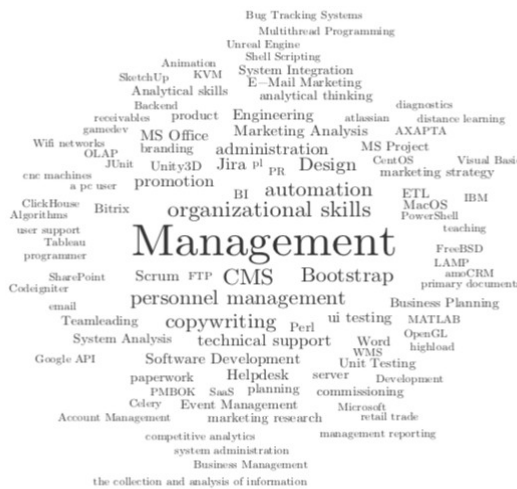 Bug Tracking Systems
Multithread Programming
Unreal Engine
Shell Scripting
Animation
SketchUp KVM System Integration
E-Mail Marketing
Analytical skills analytical thinking
Backend diagnostics
receivables product Engineering atlassian distance learning
gamedev MS Office Marketing Analysis AXAPTA
Wifi networks branding administration MS Project
OLAP
JUnit Unity3D Jira pl Design CentOS Visual Basi
cnc machines PR marketing strategy
a pc user promotion BI automation ETL IBM
ClickHouse Bitrix organizational skills MacOS
Algorithms PowerShell
user support teaching
Tableau Management FreeBSD
programmer LAMP
SharePoint Scrum FTP CMS Bootstrap amoCRM
Codeigniter primary document
email personnel management Business Planning
Teamleading copywriting Perl ui testing MATLAB
System Analysis technical support Word OpenGL
WMS highload
Google API Software Development Unit Testing
paperwork Helpdesk server Development
PMBOK SaaS planning commissioning
Celery Event Management Microsoft
Account Management marketing research retail trade
competitive analytics management reporting
system administration
Business Management
the collection and analysis of information